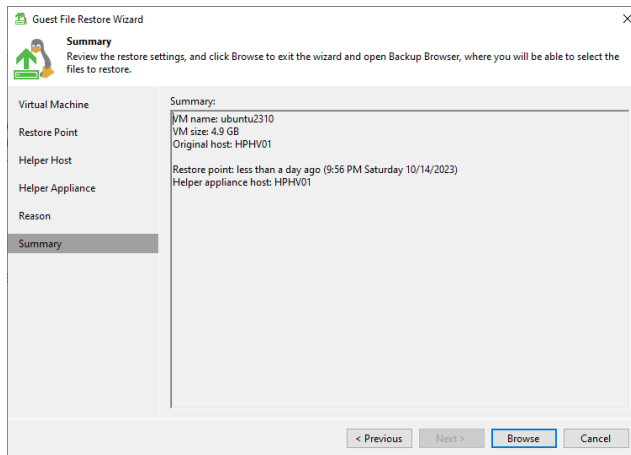 Guest File Restore Wizard
Summary
Review the restore settings, and click Browse to exit the wizard and open Backup Browser, where you will be able to select the
files to restore.
Virtual Machine
Restore Point
Helper Host
Helper Appliance
Reason
Summary
Summary:
VM name: ubuntu2310
VM size: 4.9 GB
Original host: HPHV01
Restore point: less than a day ago (9:56 PM Saturday 10/14/2023)
Helper appliance host: HPHV01
< Previous
Next >
Browse
Cancel